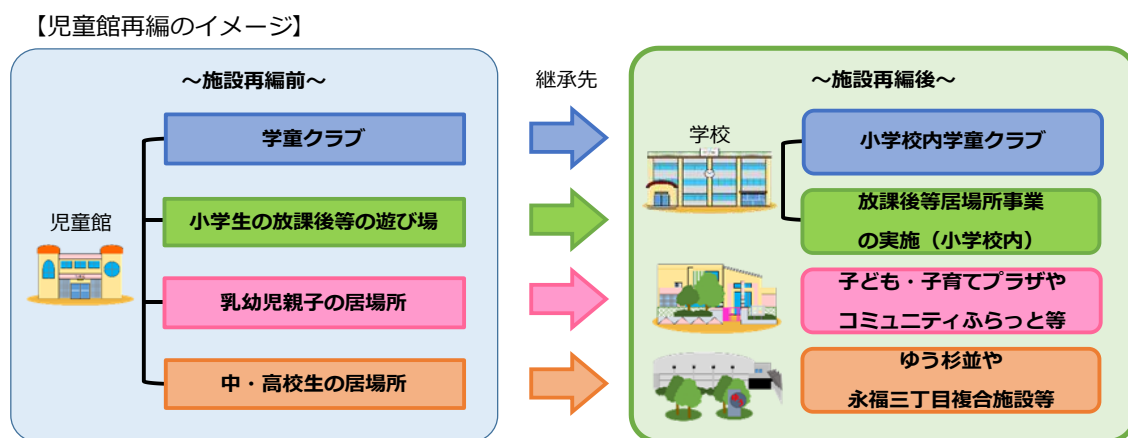 【児童館再編のイメージ】
～施設再編前～
児童館
学童クラブ
小学生の放課後等の遊び場
乳幼児親子の居場所
中・高校生の居場所
継承先
～施設再編後～
学校
小学校内学童クラブ
放課後等居場所事業
の実施（小学校内）
子ども・子育てプラザや
コミュニティふらっと等
ゆう杉並や
永福三丁目複合施設等